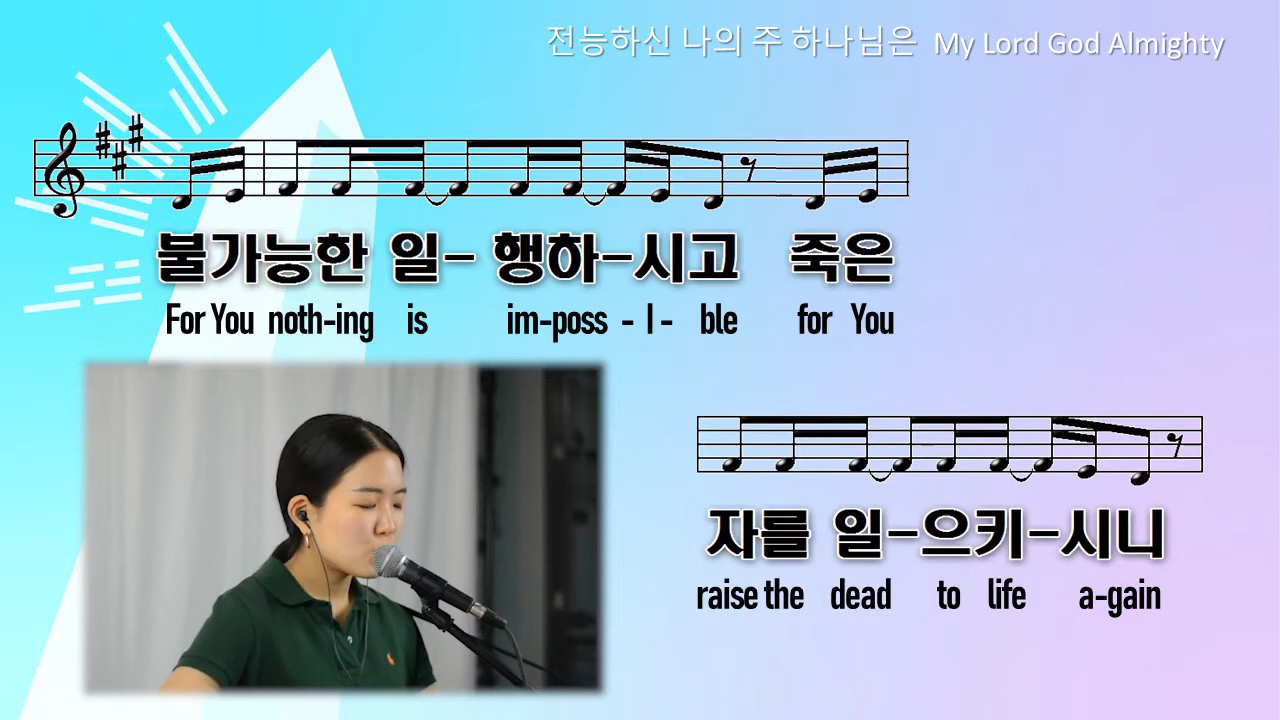 전능하신 나의 주 하나님은 My Lord God Almighty
불가능한 일- 행하-시고 죽은
For You noth-ing is im-poss - I - ble for You
자를 일-으키-시니
raise the dead to life a-gain